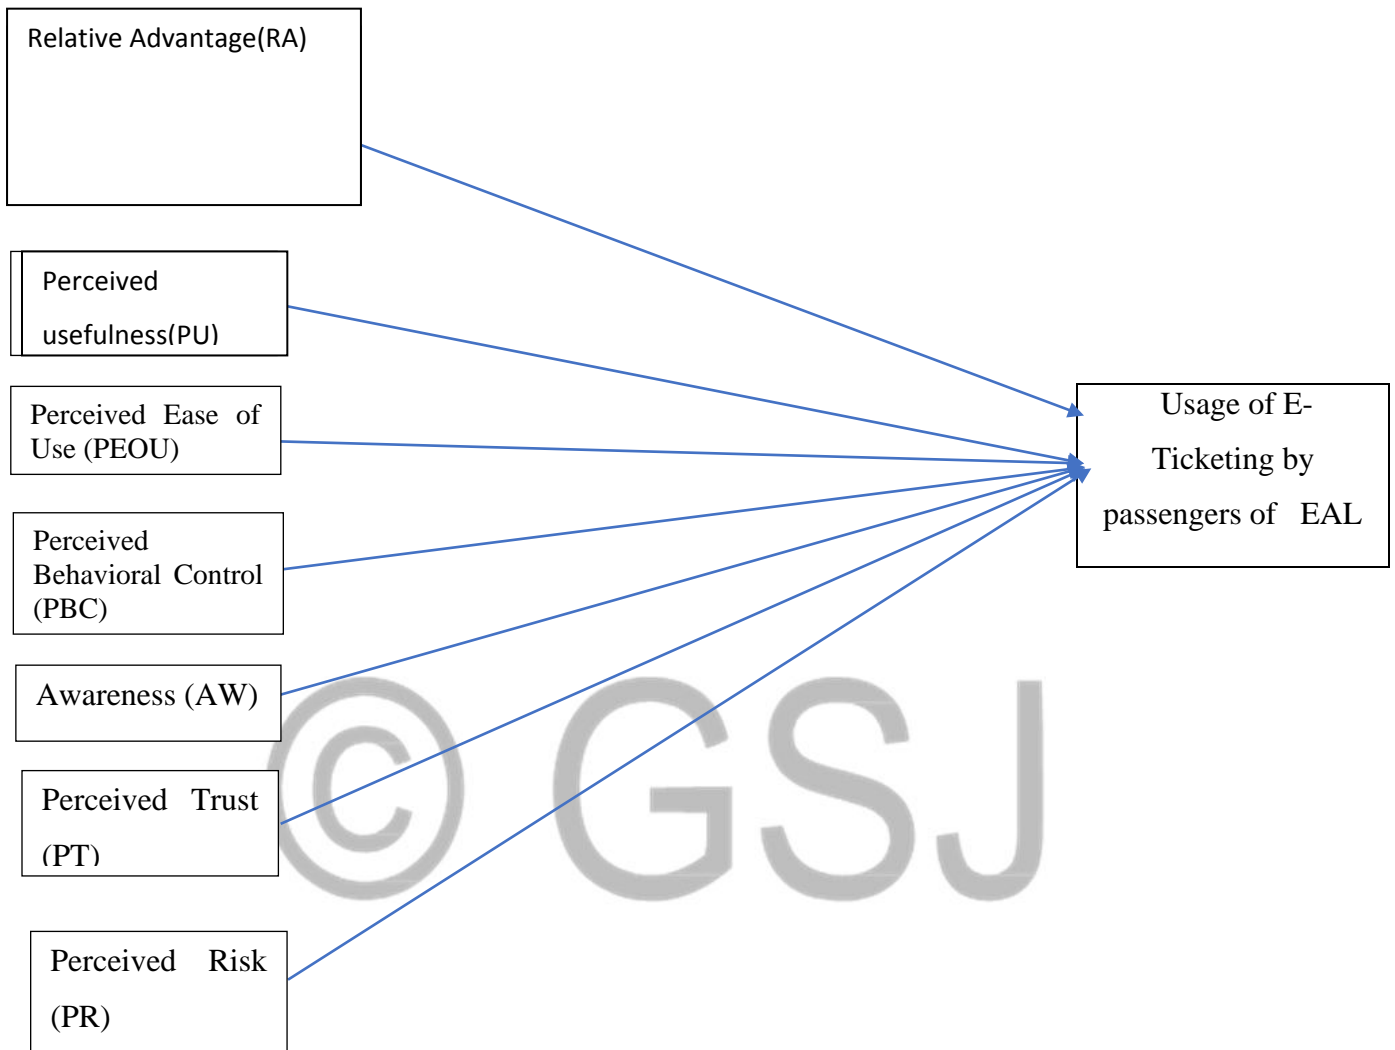 Relative Advantage(RA)
Perceived
usefulness(PU)
Perceived Ease of
Use (PEOU)
Perceived
Behavioral Control
(PBC)
Awareness (AW)
Perceived Trust
(PT)
Perceived Risk
(PR)
Usage of E-
Ticketing by
passengers of EAL
© GSJ